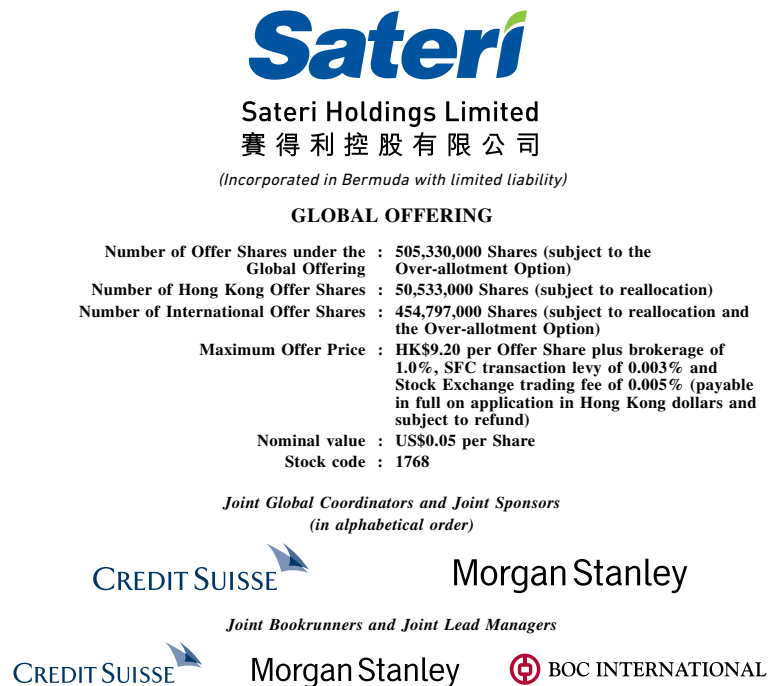 Sateri
Sateri Holdings Limited
賽得利控股有限公司
(Incorporated in Bermuda with limited liability)
GLOBAL OFFERING
Number of Offer Shares under the : 505,330,000 Shares (subject to the
Global Offering Over-allotment Option)
Number of Hong Kong Offer Shares : 50,533,000 Shares (subject to reallocation)
Number of International Offer Shares : 454,797,000 Shares (subject to reallocation and
the Over-allotment Option)
Maximum Offer Price : HK$9.20 per Offer Share plus brokerage of
1.0%, SFC transaction levy of 0.003% and
Stock Exchange trading fee of 0.005% (payable
in full on application in Hong Kong dollars and
subject to refund)
Nominal value : US$0.05 per Share
Stock code : 1768
Joint Global Coordinators and Joint Sponsors
(in alphabetical order)
CREDIT SUISSE Morgan Stanley
Joint Bookrunners and Joint Lead Managers
CREDIT SUISSE Morgan Stanley BOC INTERNATIONAL